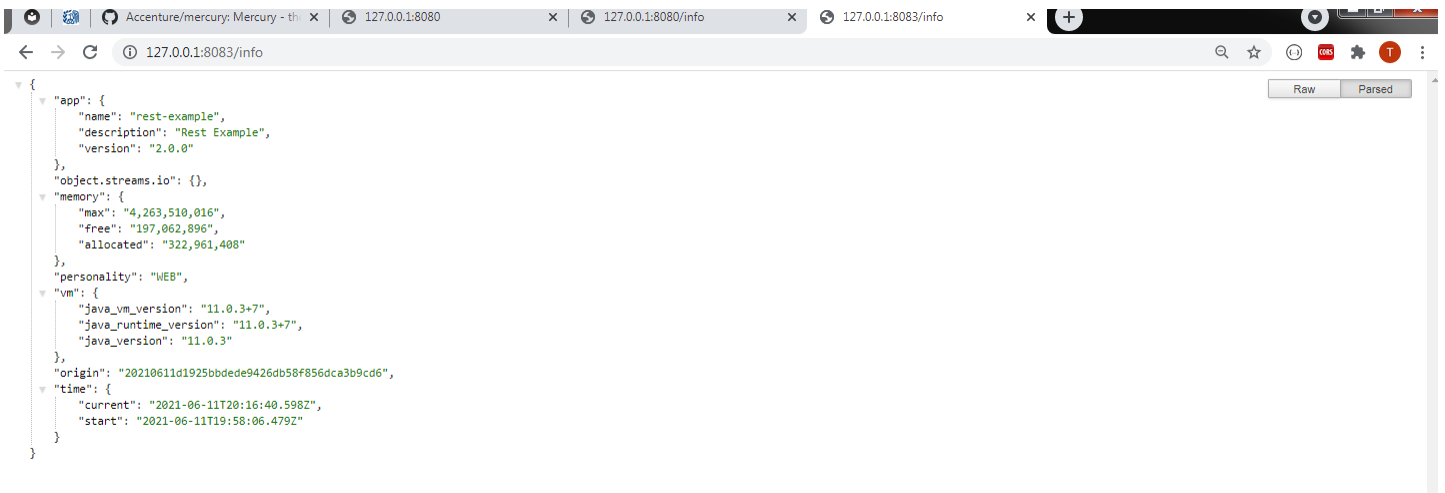 Accenture/mercury: Mercury - th
127.0.0.1:8080
127.0.0.1:8080/info
127.0.0.1:8083/info
127.0.0.1:8083/info
CORS
T
Raw
Parsed
{
"app": {
"name": "rest-example",
"description": "Rest Example",
"version": "2.0.0"
},
"object.streams.io": {},
"memory": {
"max": "4,263,510,016",
"free": "197,062,896",
"allocated": "322,961,408"
},
"personality": "WEB",
"vm": {
"java_vm_version": "11.0.3+7",
"java_runtime_version": "11.0.3+7",
"java_version": "11.0.3"
},
"origin": "20210611d1925bbdede9426db58f856dca3b9cd6",
"time": {
"current": "2021-06-11T20:16:40.598Z",
"start": "2021-06-11T19:58:06.479Z"
}
}